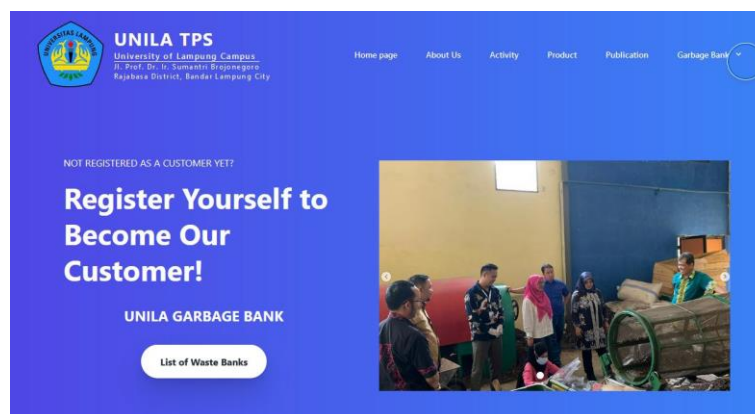 UNIVERSITAS LAMPUNG
UNILA TPS
University of Lampung Campus
Jl. Prof. Dr. Ir. Sumantri Brojonegoro
Rajabasa District, Bandar Lampung City
Home page
About Us
Activity
Product
Publication
Garbage Bank
NOT REGISTERED AS A CUSTOMER YET?
Register Yourself to
Become Our
Customer!
UNILA GARBAGE BANK
List of Waste Banks